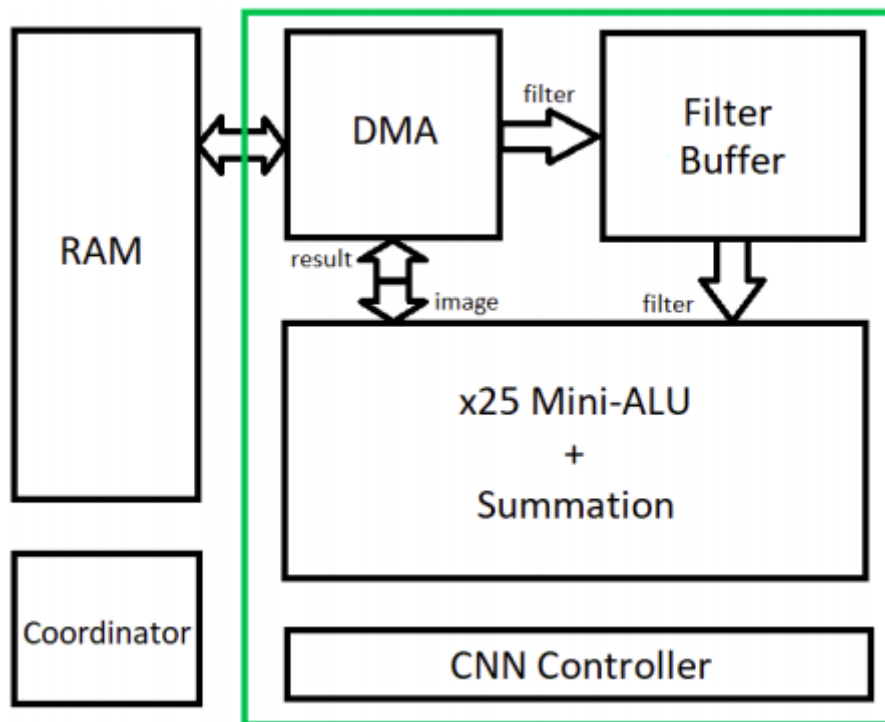 RAM
DMA
filter
Filter
Buffer
result
image
filter
x25 Mini-ALU
+
Summation
Coordinator
CNN Controller